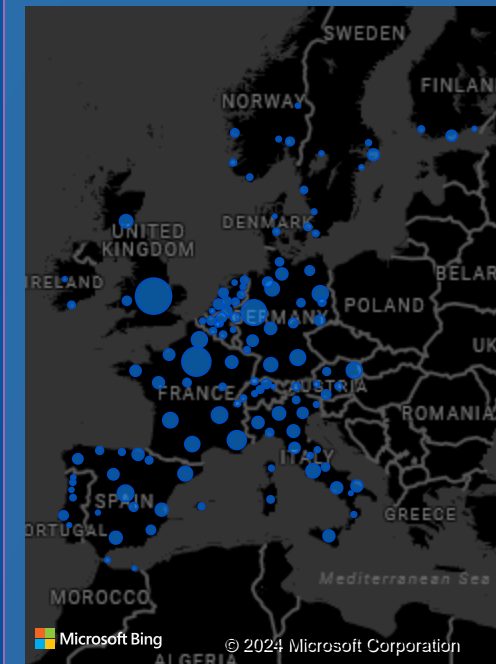 SWEDEN
FINLAN
NORWAY
DENMARK
UNITED
KINGDOM
IRELAND
BELAR
GERMANY
POLAND
UK
FRANCE
AUSTRIA
ROMANIA
ITALY
SPAIN
GREECE
PORTUGAL
Mediterranean Sea
MOROCCO
Microsoft Bing
© 2024 Microsoft Corporation
ALGERIA